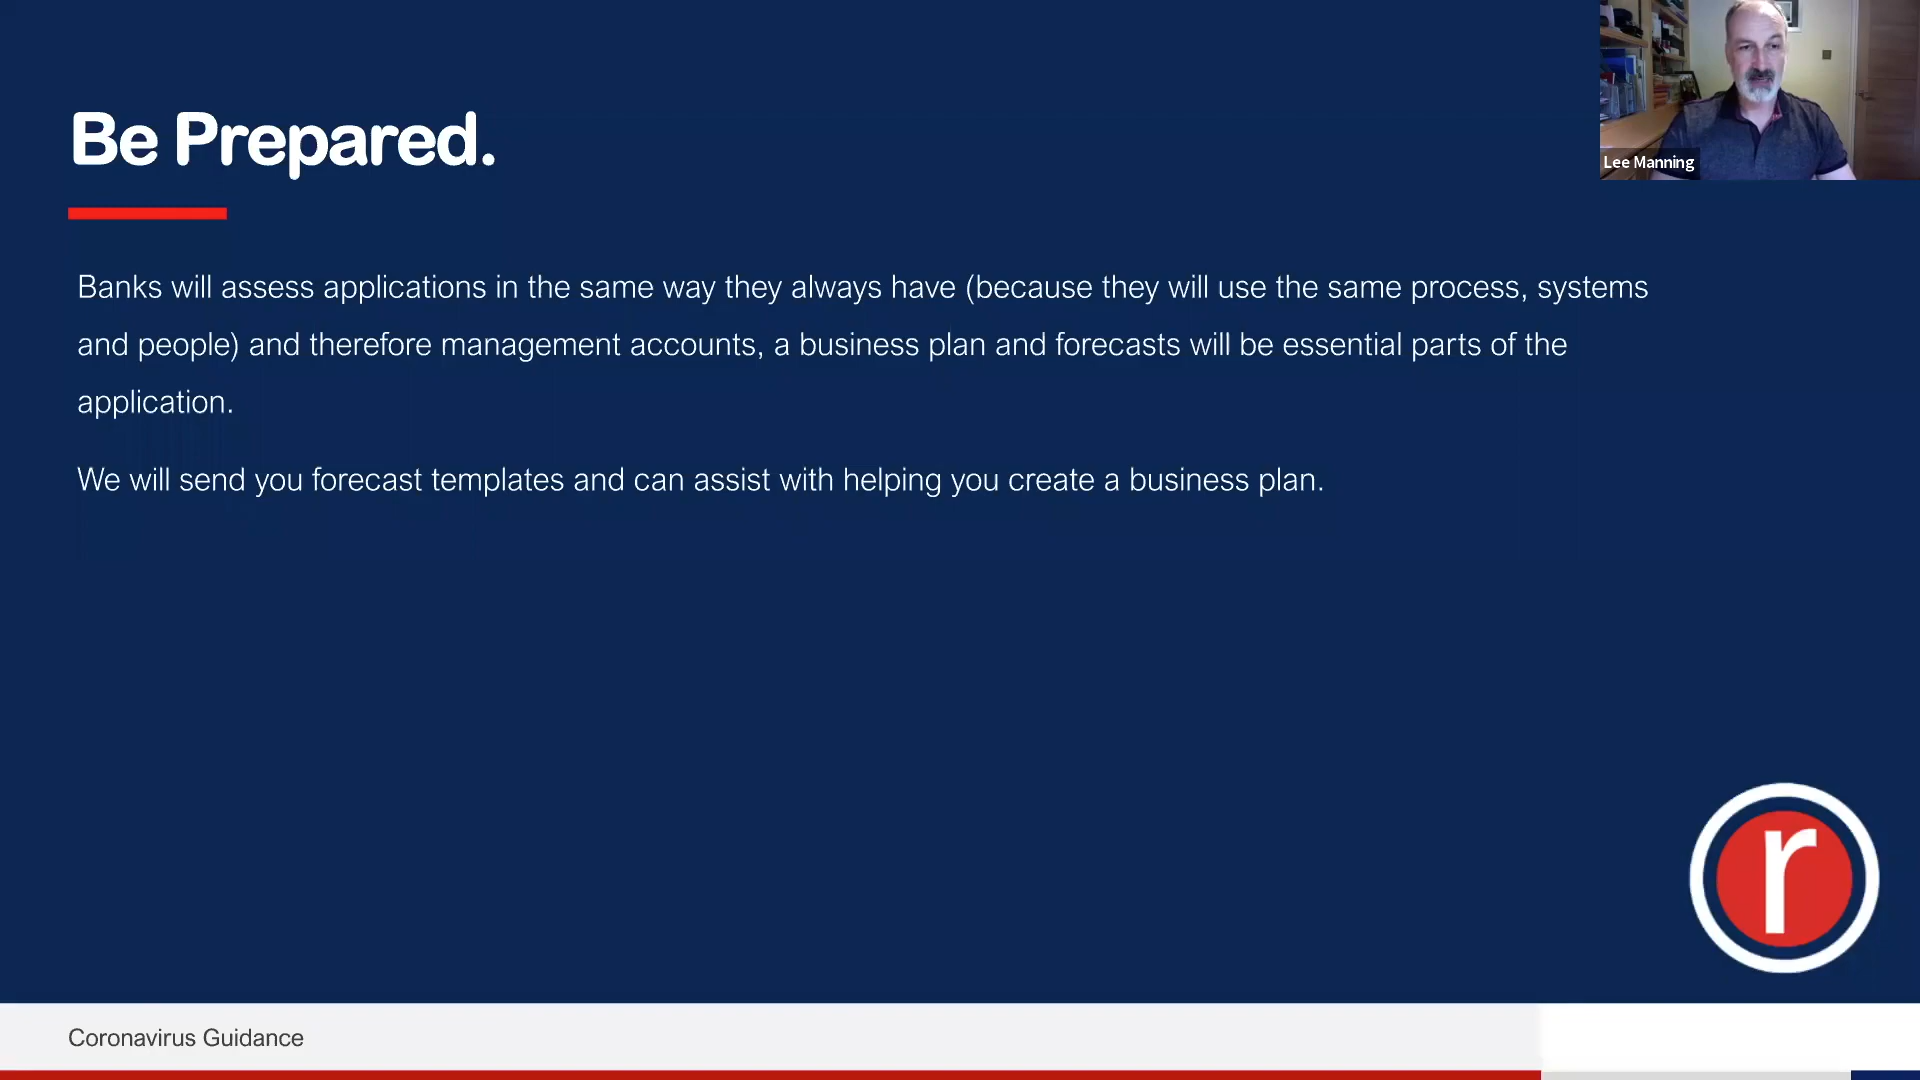 Be Prepared.
Lee Manning
Banks will assess applications in the same way they always have (because they will use the same process, systems
and people) and therefore management accounts, a business plan and forecasts will be essential parts of the
application.
We will send you forecast templates and can assist with helping you create a business plan.
r
Coronavirus Guidance